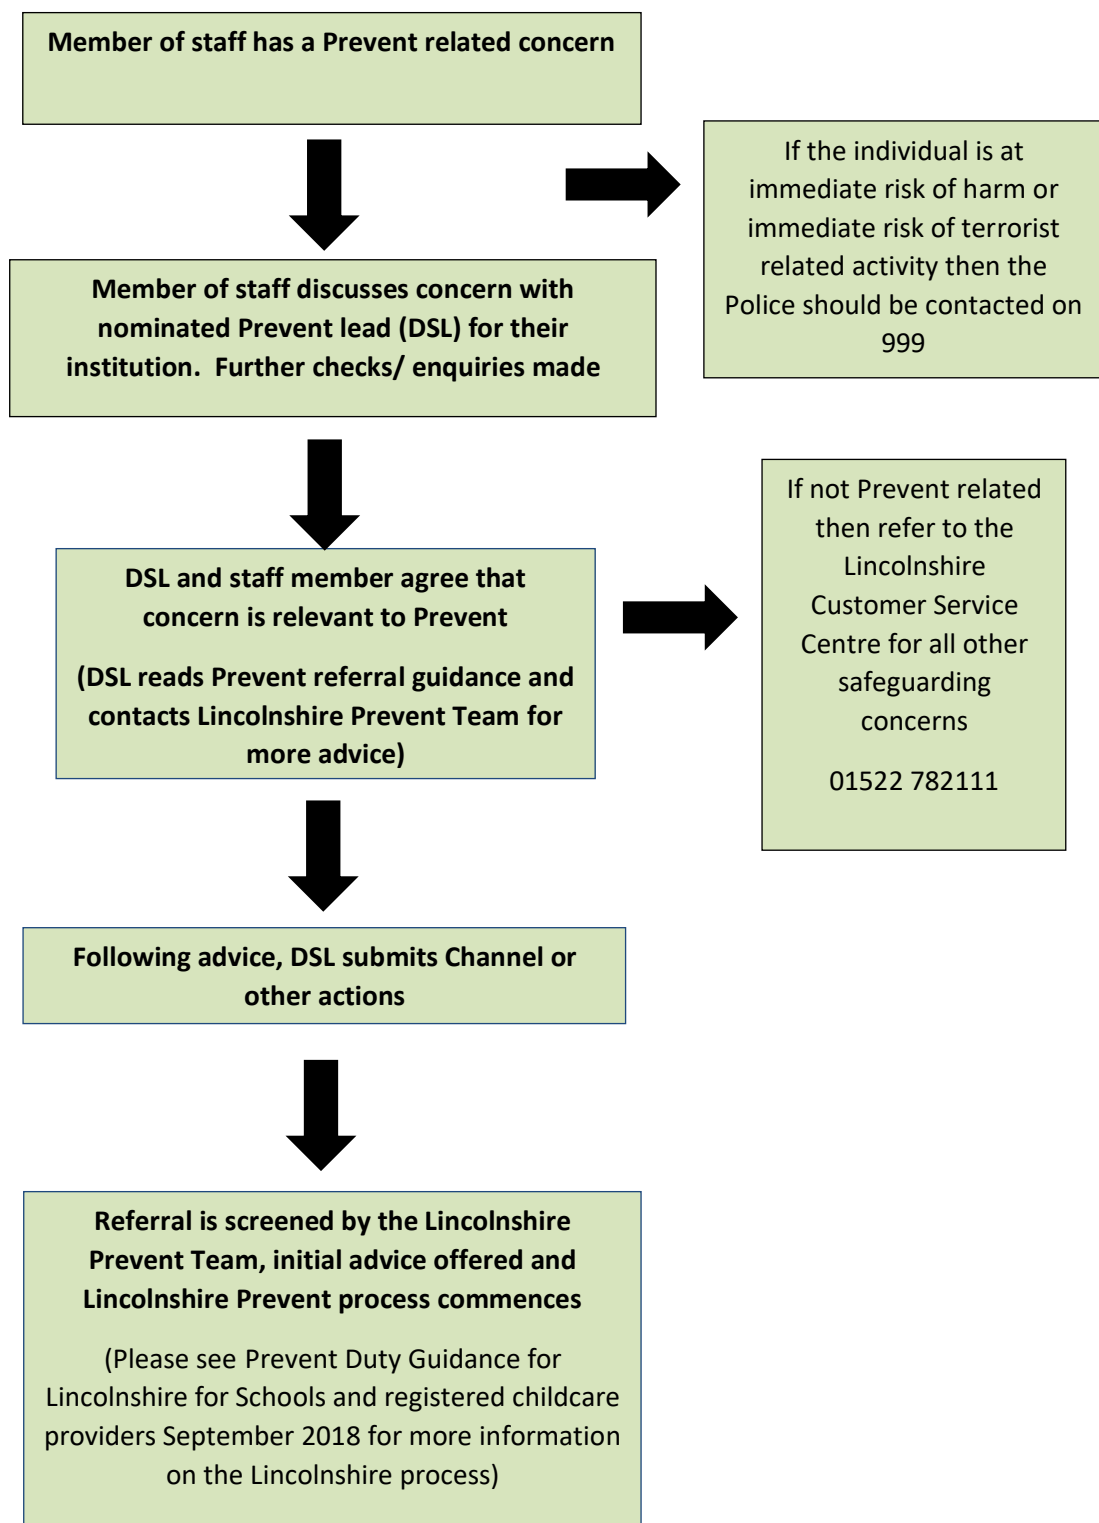 Member of staff has a Prevent related concern
If the individual is at
immediate risk of harm or
immediate risk of terrorist
related activity then the
Police should be contacted on
999
Member of staff discusses concern with
nominated Prevent lead (DSL) for their
institution.  Further checks/ enquiries made
If not Prevent related
then refer to the
Lincolnshire
Customer Service
Centre for all other
safeguarding
concerns
01522 782111
DSL and staff member agree that
concern is relevant to Prevent
(DSL reads Prevent referral guidance and
contacts Lincolnshire Prevent Team for
more advice)
Following advice, DSL submits Channel or
other actions
Referral is screened by the Lincolnshire
Prevent Team, initial advice offered and
Lincolnshire Prevent process commences
(Please see Prevent Duty Guidance for
Lincolnshire for Schools and registered childcare
providers September 2018 for more information
on the Lincolnshire process)